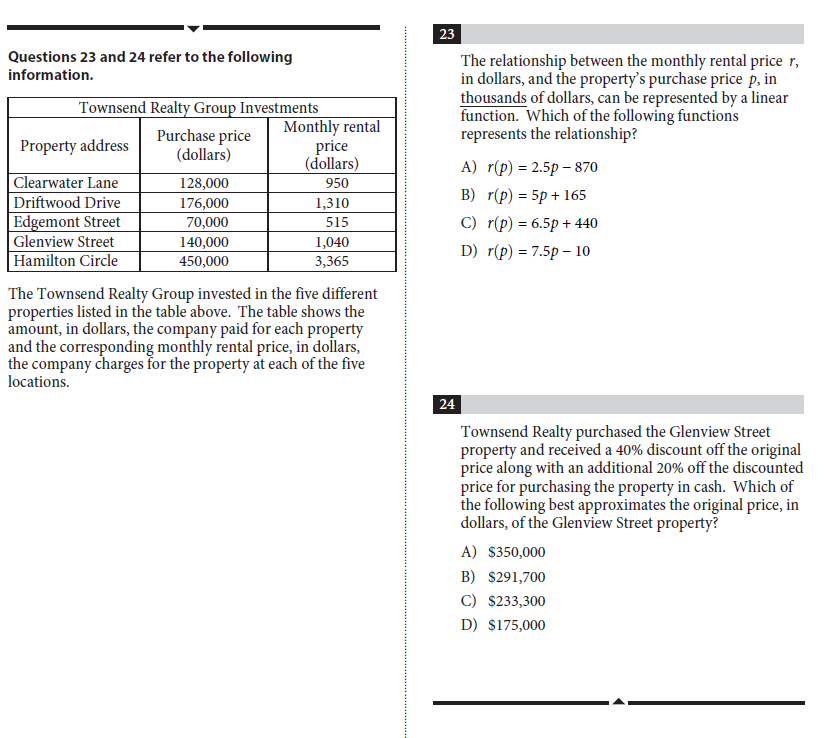 Questions 23 and 24 refer to the following
information.
Townsend Realty Group Investments
Property address
Purchase price
(dollars)
Monthly rental
price
(dollars)
Clearwater Lane 128,000 950
Driftwood Drive 176,000 1,310
Edgemont Street 70,000 515
Glenview Street 140,000 1,040
Hamilton Circle 450,000 3,365
The Townsend Realty Group invested in the five different
properties listed in the table above. The table shows the
amount, in dollars, the company paid for each property
and the corresponding monthly rental price, in dollars,
the company charges for the property at each of the five
locations.
23
The relationship between the monthly rental price r,
in dollars, and the property's purchase price p, in
thousands of dollars, can be represented by a linear
function. Which of the following functions
represents the relationship?
A) r(p) = 2.5p – 870
B) r(p) = 5p + 165
C) r(p) = 6.5p + 440
D) r(p) = 7.5p – 10
24
Townsend Realty purchased the Glenview Street
property and received a 40% discount off the original
price along with an additional 20% off the discounted
price for purchasing the property in cash. Which of
the following best approximates the original price, in
dollars, of the Glenview Street property?
A) $350,000
B) $291,700
C) $233,300
D) $175,000